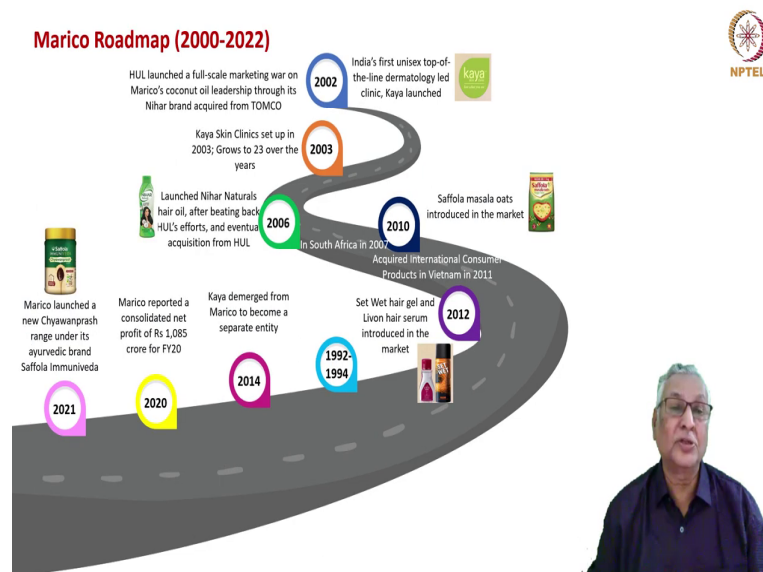 Marico Roadmap (2000-2022)
NPTEL
HUL launched a full-scale marketing war on
Marico's coconut oil leadership through its
Nihar brand acquired from TOMCO
2002
India's first unisex top-of-
the-line dermatology led
clinic, Kaya launched
kaya
Kaya Skin Clinics set up in
2003; Grows to 23 over the
years
2003
Launched Nihar Naturals
hair oil, after beating back
HUL's efforts, and eventual
acquisition from HUL
2006
In South Africa in 2007
2010
Saffola masala oats
introduced in the market
Acquired International Consumer
Products in Vietnam in 2011
2012
Set Wet hair gel and
Livon hair serum
introduced in the
market
SET
WET
1992-
1994
Kaya demerged from
Marico to become a
separate entity
2014
Marico reported a
consolidated net
profit of Rs 1,085
crore for FY20
2020
Saffola
Marico launched a
new Chyawanprash
range under its
ayurvedic brand
Saffola Immuniveda
2021